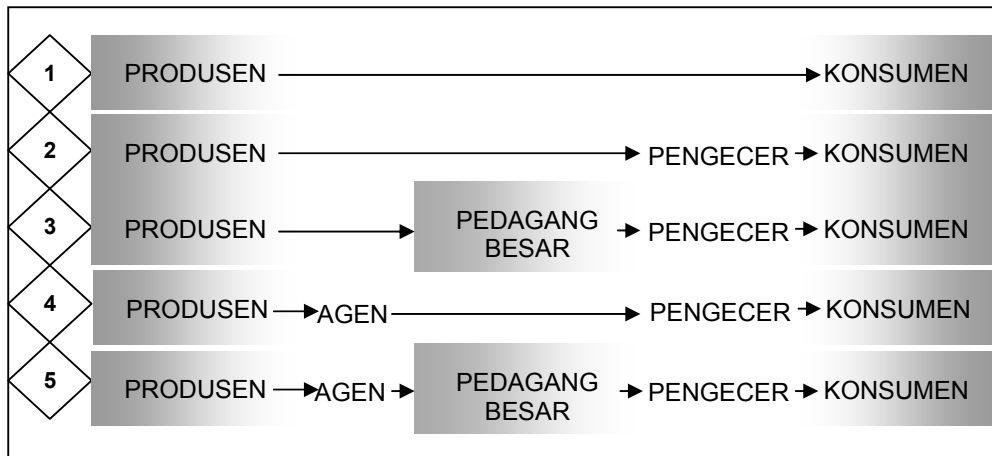 1 PRODUSEN KONSUMEN
2 PRODUSEN PENGECER KONSUMEN
3 PRODUSEN PEDAGANG BESAR PENGECER KONSUMEN
4 PRODUSEN AGEN PENGECER KONSUMEN
5 PRODUSEN AGEN PEDAGANG BESAR PENGECER KONSUMEN